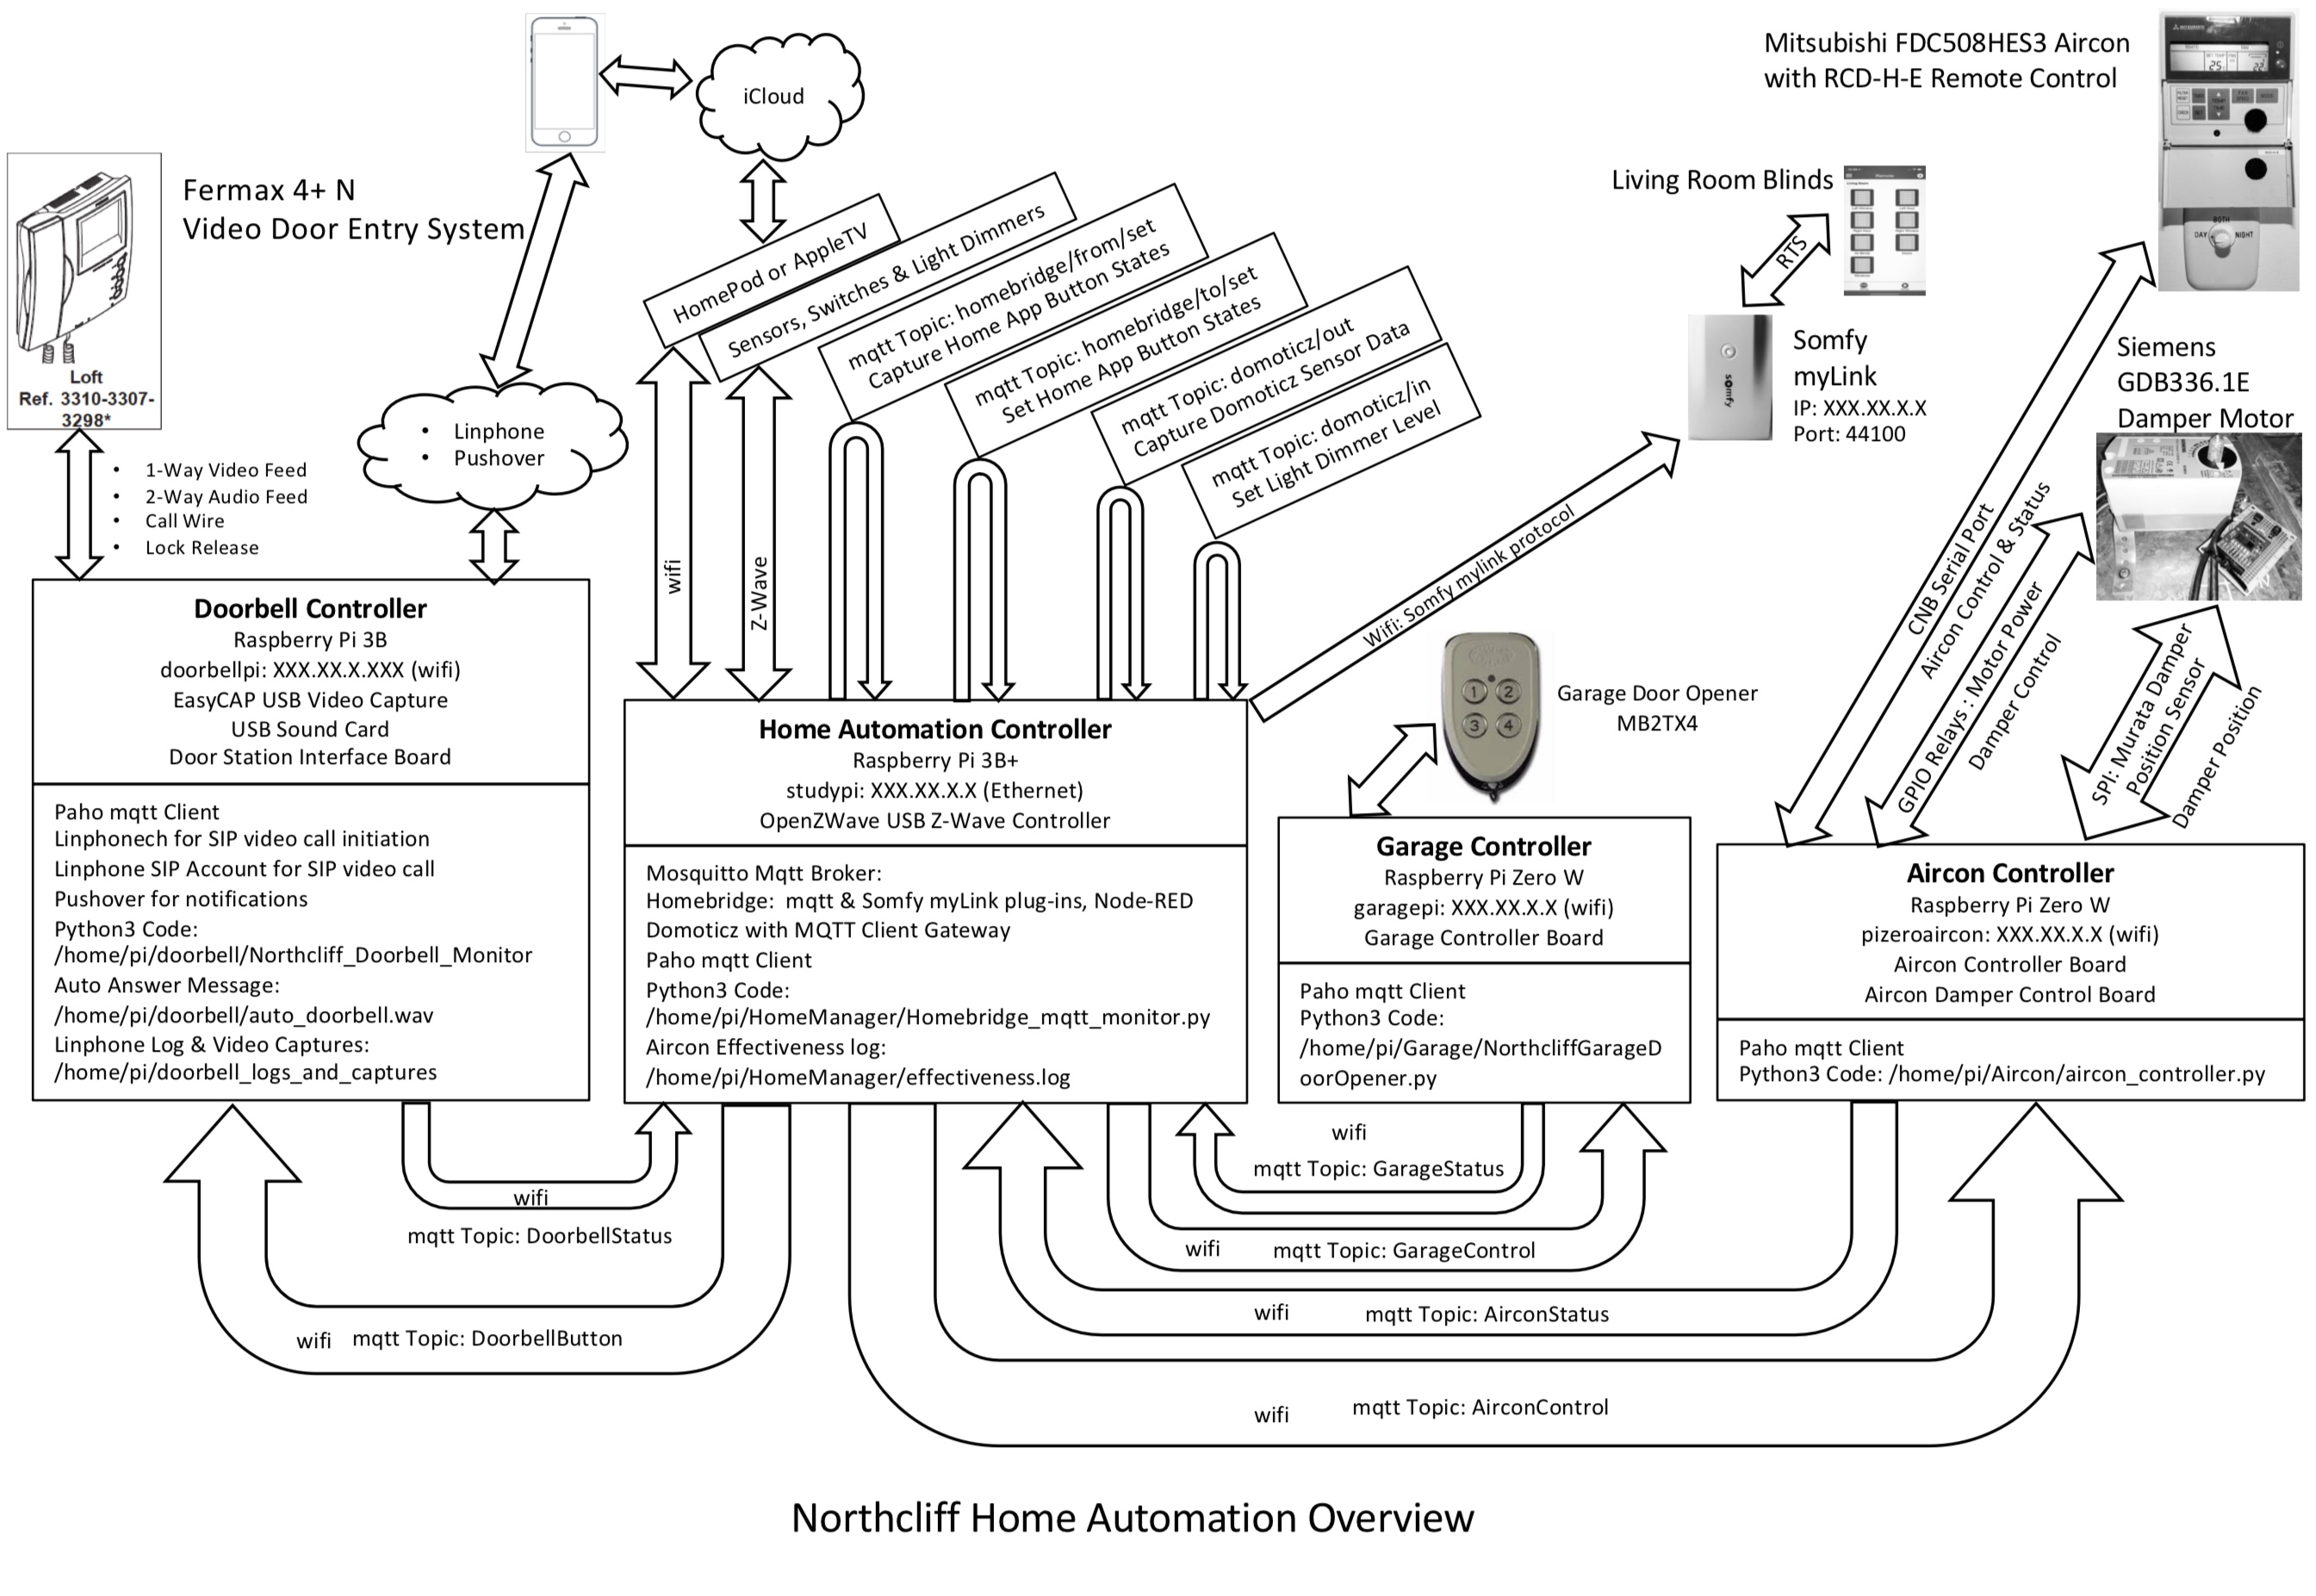 iCloud
Mitsubishi FDC508HES3 Aircon
with RCD-H-E Remote Control
Fermax 4+ N
Video Door Entry System
Loft
Ref. 3310-3307-
3298*
• 1-Way Video Feed
• 2-Way Audio Feed
• Call Wire
• Lock Release
• Linphone
• Pushover
HomePod or AppleTV
Sensors, Switches & Light Dimmers
mqtt Topic: homebridge/from/set
Capture Home App Button States
mqtt Topic: homebridge/to/set
Set Home App Button States
mqtt Topic: domoticz/out
Capture Domoticz Sensor Data
mqtt Topic: domoticz/in
Set Light Dimmer Level
wifi
Z-Wave
Wifi: Somfy mylink protocol
Living Room Blinds
RTS
somfy
Somfy
myLink
IP: XXX.XX.X.X
Port: 44100
BOTH
DAY
NIGHT
Siemens
GDB336.1E
Damper Motor
CNB Serial Port
Aircon Control & Status
GPIO Relays : Motor Power
Damper Control
SPI: Murata Damper
Position Sensor
Damper Position
1 2
3 4
Garage Door Opener
MB2TX4
Doorbell Controller
Raspberry Pi 3B
doorbellpi: XXX.XX.X.XXX (wifi)
EasyCAP USB Video Capture
USB Sound Card
Door Station Interface Board
Paho mqtt Client
Linphonech for SIP video call initiation
Linphone SIP Account for SIP video call
Pushover for notifications
Python3 Code:
/home/pi/doorbell/Northcliff_Doorbell_Monitor
Auto Answer Message:
/home/pi/doorbell/auto_doorbell.wav
Linphone Log & Video Captures:
/home/pi/doorbell_logs_and_captures
Home Automation Controller
Raspberry Pi 3B+
studypi: XXX.XX.X.X (Ethernet)
OpenZWave USB Z-Wave Controller
Mosquitto Mqtt Broker:
Homebridge: mqtt & Somfy myLink plug-ins, Node-RED
Domoticz with MQTT Client Gateway
Paho mqtt Client
Python3 Code:
/home/pi/HomeManager/Homebridge_mqtt_monitor.py
Aircon Effectiveness log:
/home/pi/HomeManager/effectiveness.log
Garage Controller
Raspberry Pi Zero W
garagepi: XXX.XX.X.X (wifi)
Garage Controller Board
Paho mqtt Client
Python3 Code:
/home/pi/Garage/NorthcliffGarageD
oorOpener.py
Aircon Controller
Raspberry Pi Zero W
pizeroaircon: XXX.XX.X.X (wifi)
Aircon Controller Board
Aircon Damper Control Board
Paho mqtt Client
Python3 Code: /home/pi/Aircon/aircon_controller.py
wifi
mqtt Topic: DoorbellStatus
wifi mqtt Topic: DoorbellButton
wifi
mqtt Topic: GarageStatus
wifi mqtt Topic: GarageControl
wifi mqtt Topic: AirconStatus
wifi mqtt Topic: AirconControl
Northcliff Home Automation Overview